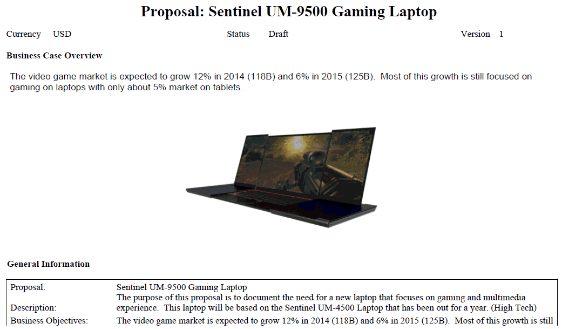 Proposal: Sentinel UM-9500 Gaming Laptop
Currency USD Status Draft Version 1
Business Case Overview
The video game market is expected to grow 12% in 2014 (118B) and 6% in 2015 (125B). Most of this growth is still focused on
gaming on laptops with only about 5% market on tablets
General Information
Proposal: Sentinel UM-9500 Gaming Laptop
The purpose of this proposal is to document the need for a new laptop that focuses on gaming and multimedia
Description: experience. This laptop will be based on the Sentinel UM-4500 Laptop that has been out for a year. (High Tech)
Business Objectives: The video game market is expected to grow 12% in 2014 (118B) and 6% in 2015 (125B). Most of this growth is still